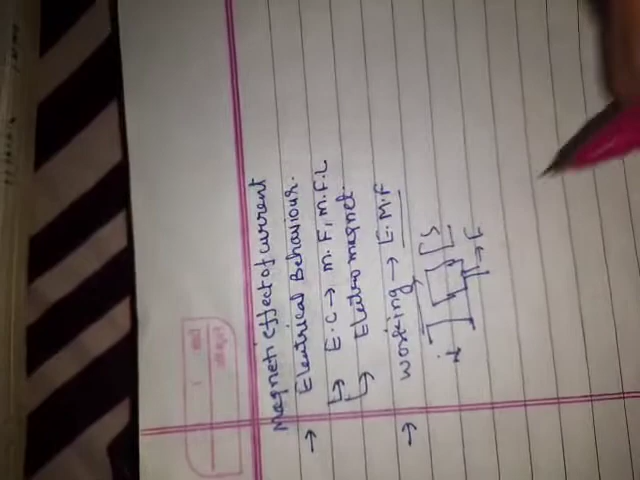 Magnetic effect of current
→ Electrical Behaviour.
↳ E.C → M.F, M.F.L
↳ Electro magnet.
→ Working → E.M.F